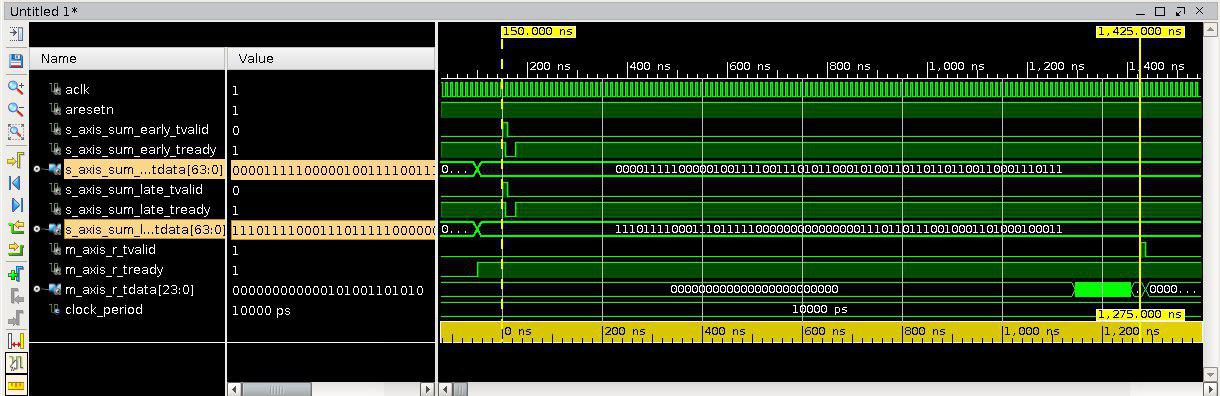 Untitled 1*
150.000 ns 1,425.000 ns
Name Value
200 ns 400 ns 600 ns 800 ns 1,000 ns 1,200 ns 1,400 ns
aclk 1
aresetn 1
s_axis_sum_early_tvalid 0
s_axis_sum_early_tready 1
s_axis_sum_...tdata[63:0] 0...
s_axis_sum_late_tvalid 0
s_axis_sum_late_tready 1
s_axis_sum_l...tdata[63:0] 0...
m_axis_r_tvalid 1
m_axis_r_tready 1
m_axis_r_tdata[23:0] 000000000000101001101010 000000000000000000000000 0000...
clock_period 10000 ps 10000 ps
1,275.000 ns
0 ns 200 ns 400 ns 600 ns 800 ns 1,000 ns 1,200 ns